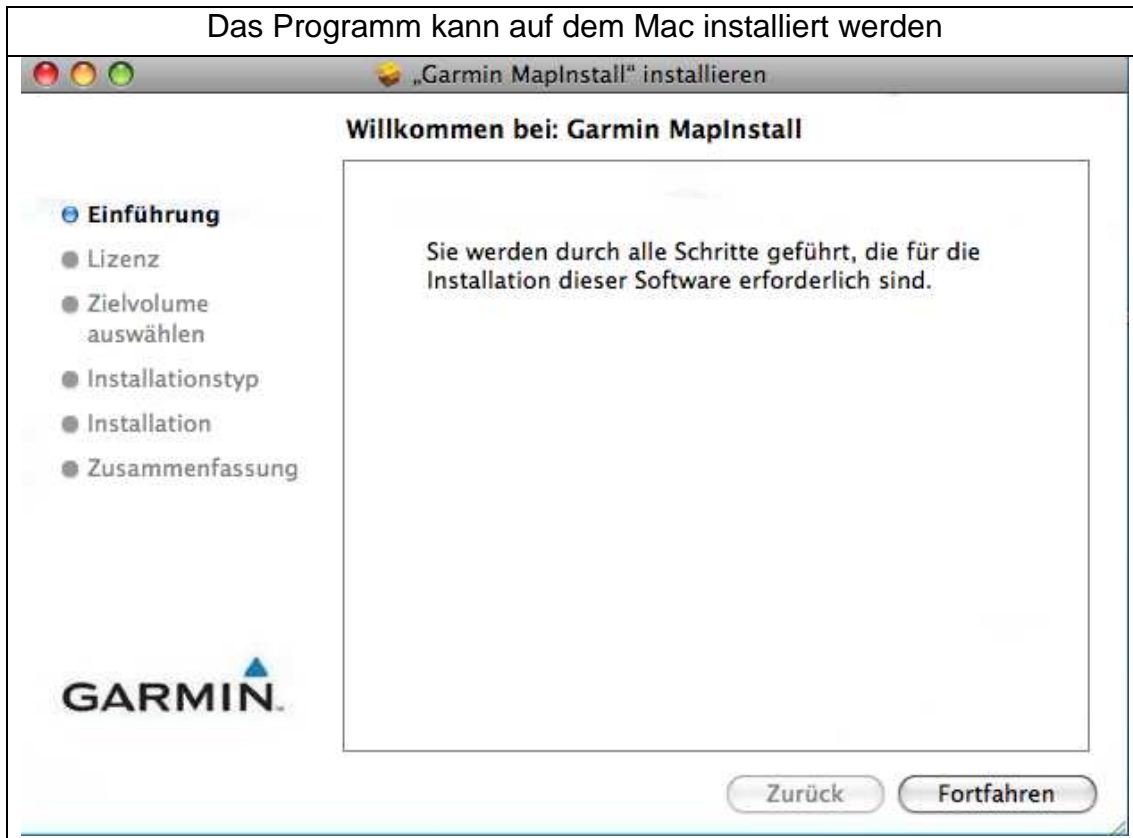 Das Programm kann auf dem Mac installiert werden
„Garmin MapInstall“ installieren
Willkommen bei: Garmin MapInstall
Einführung
Lizenz
Zielvolume
auswählen
Installationstyp
Installation
Zusammenfassung
Sie werden durch alle Schritte geführt, die für die
Installation dieser Software erforderlich sind.
GARMIN™
Zurück
Fortfahren